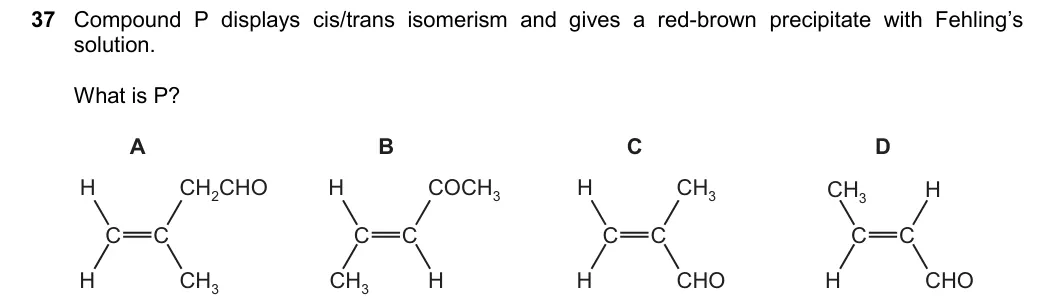 37 Compound P displays cis/trans isomerism and gives a red-brown precipitate with Fehling's
solution.
What is P?
A B C D
H CH₂CHO H COCH₃ H CH₃ CH₃ H
C=C C=C C=C C=C
H CH₃ CH₃ H H CHO H CHO